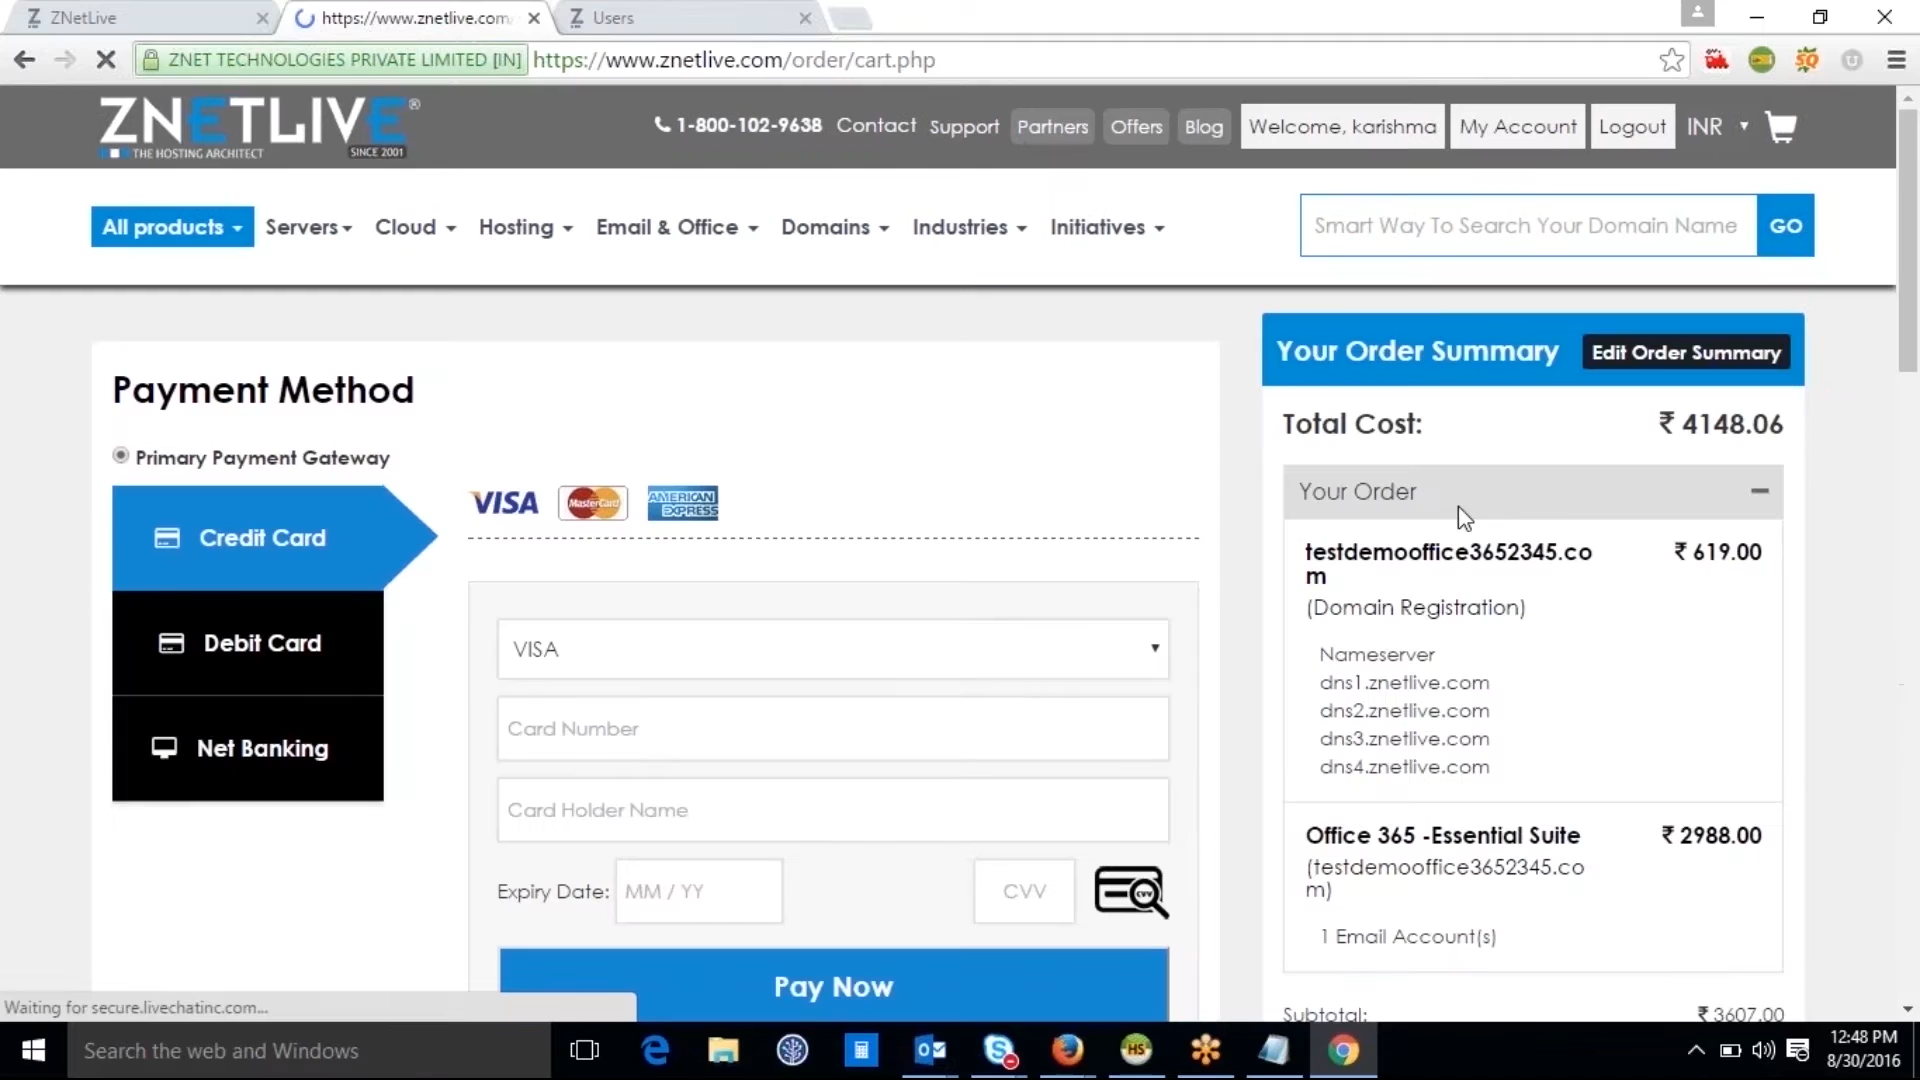 ZNetLive
https://www.znetlive.com
Users
ZNET TECHNOLOGIES PRIVATE LIMITED [IN]
https://www.znetlive.com/order/cart.php
ZNETLIVE®
THE HOSTING ARCHITECT
SINCE 2001
1-800-102-9638
Contact
Support
Partners
Offers
Blog
Welcome, karishma
My Account
Logout
INR
All products
Servers
Cloud
Hosting
Email & Office
Domains
Industries
Initiatives
Smart Way To Search Your Domain Name
GO
Payment Method
Primary Payment Gateway
Credit Card
Debit Card
Net Banking
VISA
MasterCard
AMERICAN
EXPRESS
VISA
Card Number
Card Holder Name
Expiry Date:
MM / YY
CVV
CVV
Pay Now
Your Order Summary
Edit Order Summary
Total Cost:
₹ 4148.06
Your Order
testdemooffice3652345.co
m
₹ 619.00
(Domain Registration)
Nameserver
dns1.znetlive.com
dns2.znetlive.com
dns3.znetlive.com
dns4.znetlive.com
Office 365 -Essential Suite
₹ 2988.00
(testdemooffice3652345.co
m)
1 Email Account(s)
Subtotal:
₹ 3607.00
Waiting for secure.livechatinc.com...
Search the web and Windows
HS
12:48 PM
8/30/2016